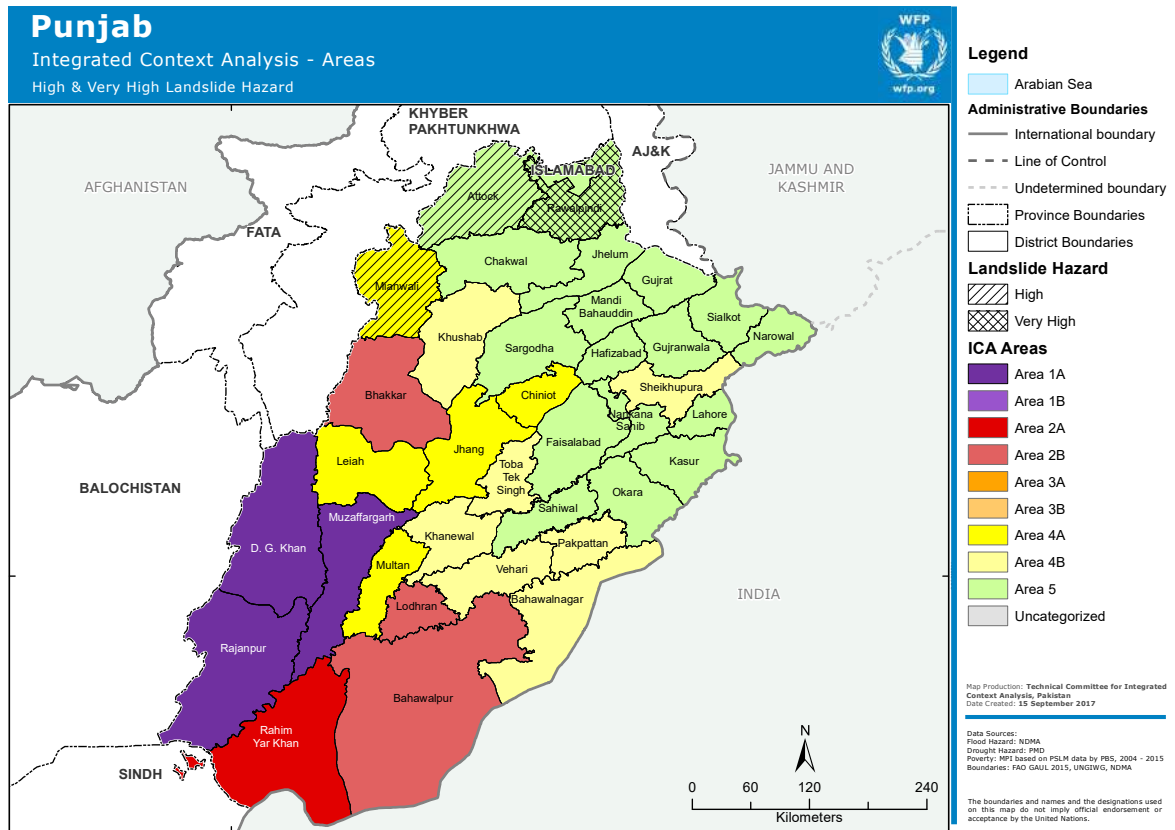 Punjab
Integrated Context Analysis - Areas
High & Very High Landslide Hazard
WFP
wfp.org
KHYBER
PAKHTUNKHWA
AJ&K
ISLAMABAD
JAMMU AND
KASHMIR
AFGHANISTAN
Attock
Rawalpindi
FATA
Chakwal
Jhelum
Mianwali
Gujrat
Mandi
Bahauddin
Sialkot
Khushab
Narowal
Sargodha
Hafizabad
Gujranwala
Bhakkar
Chiniot
Sheikhupura
Nankana
Sahib
Lahore
Faisalabad
Jhang
Leiah
Toba
Tek
Singh
Kasur
BALOCHISTAN
Okara
Muzaffargarh
Sahiwal
Khanewal
D. G. Khan
Pakpattan
Multan
Vehari
INDIA
Lodhran
Bahawalnagar
Rajanpur
Bahawalpur
Rahim
Yar Khan
SINDH
N
0 60 120 240
Kilometers
Legend
Arabian Sea
Administrative Boundaries
International boundary
Line of Control
Undetermined boundary
Province Boundaries
District Boundaries
Landslide Hazard
High
Very High
ICA Areas
Area 1A
Area 1B
Area 2A
Area 2B
Area 3A
Area 3B
Area 4A
Area 4B
Area 5
Uncategorized
Map Production: Technical Committee for Integrated
Context Analysis, Pakistan
Date Created: 15 September 2017
Data Sources:
Flood Hazard: NDMA
Drought Hazard: PMD
Poverty: MPI based on PSLM data by PBS, 2004 - 2015
Boundaries: FAO GAUL 2015, UNGIWG, NDMA
The boundaries and names and the designations used
on this map do not imply official endorsement or
acceptance by the United Nations.